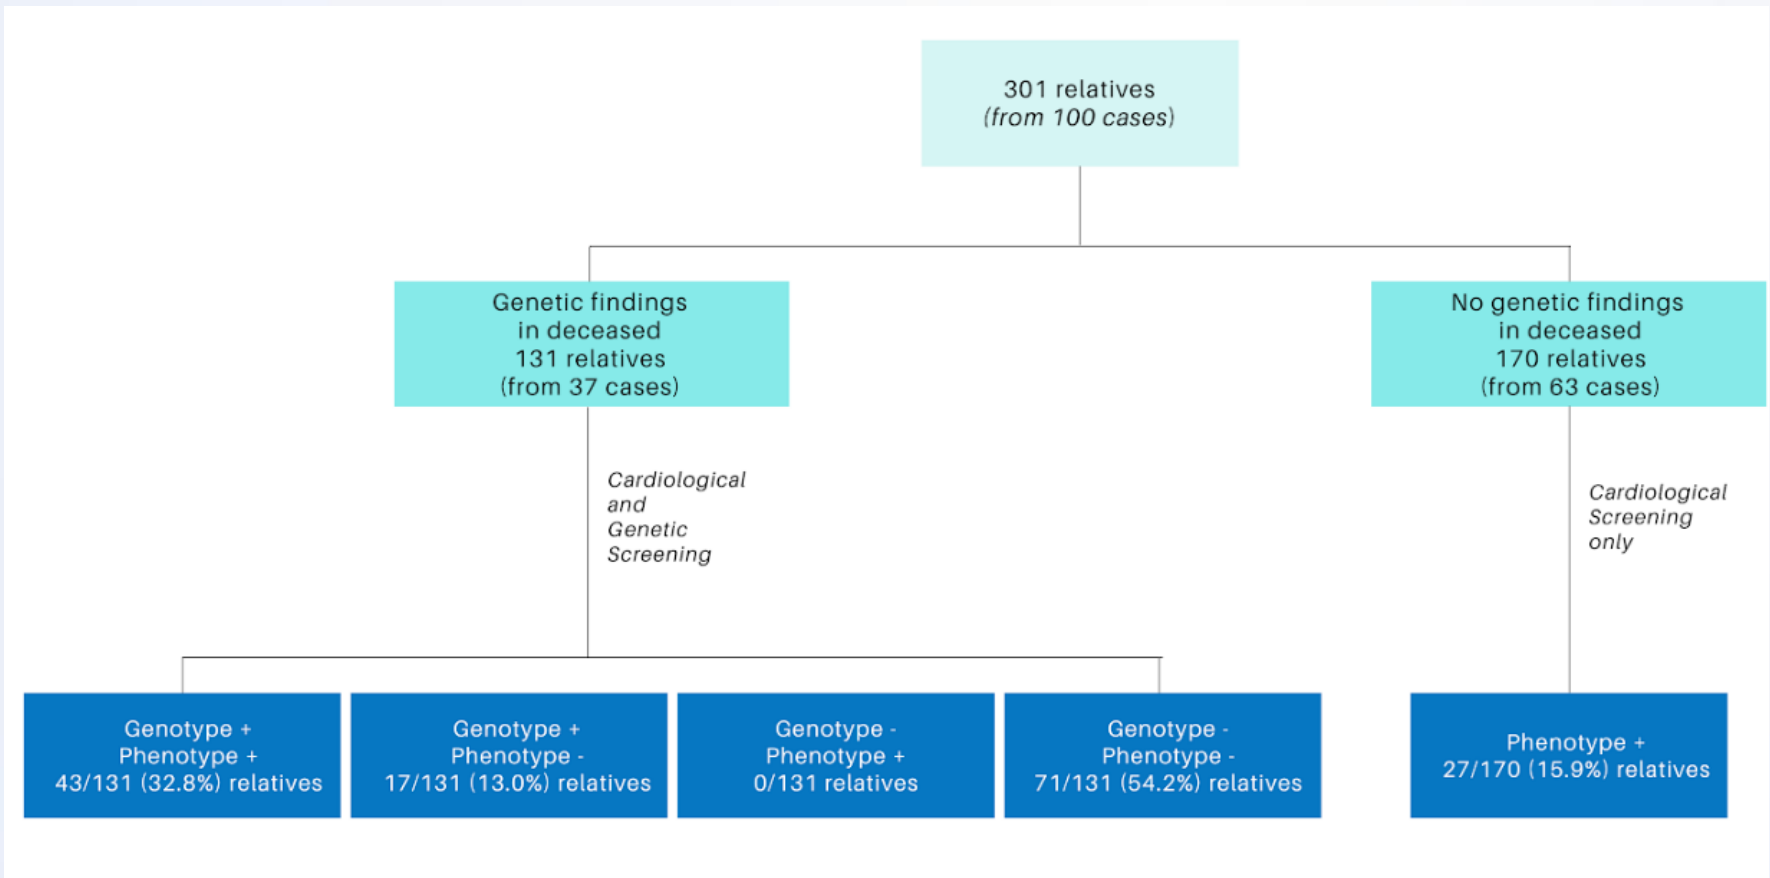 301 relatives
(from 100 cases)
Genetic findings
in deceased
131 relatives
(from 37 cases)
No genetic findings
in deceased
170 relatives
(from 63 cases)
Cardiological
and
Genetic
Screening
Cardiological
Screening
only
Genotype +
Phenotype +
43/131 (32.8%) relatives
Genotype +
Phenotype -
17/131 (13.0%) relatives
Genotype -
Phenotype +
0/131 relatives
Genotype -
Phenotype -
71/131 (54.2%) relatives
Phenotype +
27/170 (15.9%) relatives